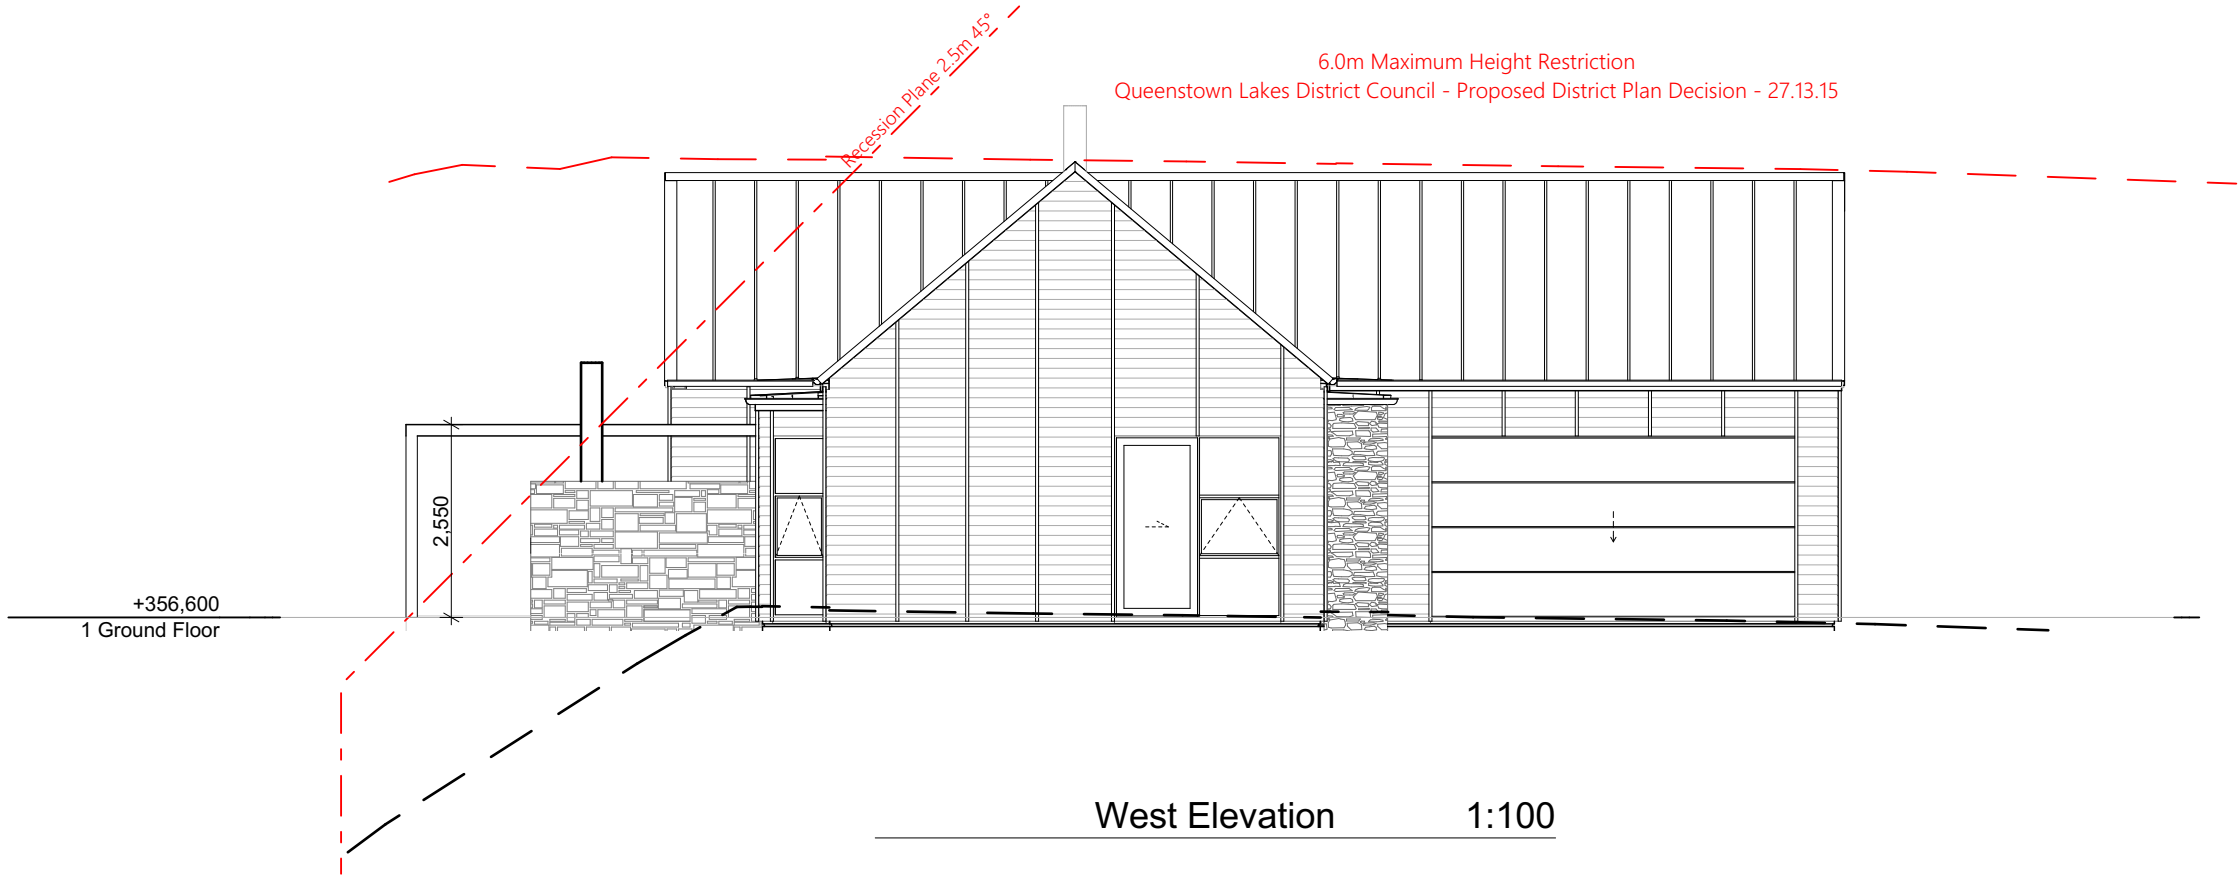 6.0m Maximum Height Restriction
Queenstown Lakes District Council - Proposed District Plan Decision - 27.13.15
Recession Plane 2.5m 45°
2,550
+356,600
1 Ground Floor
West Elevation 1:100